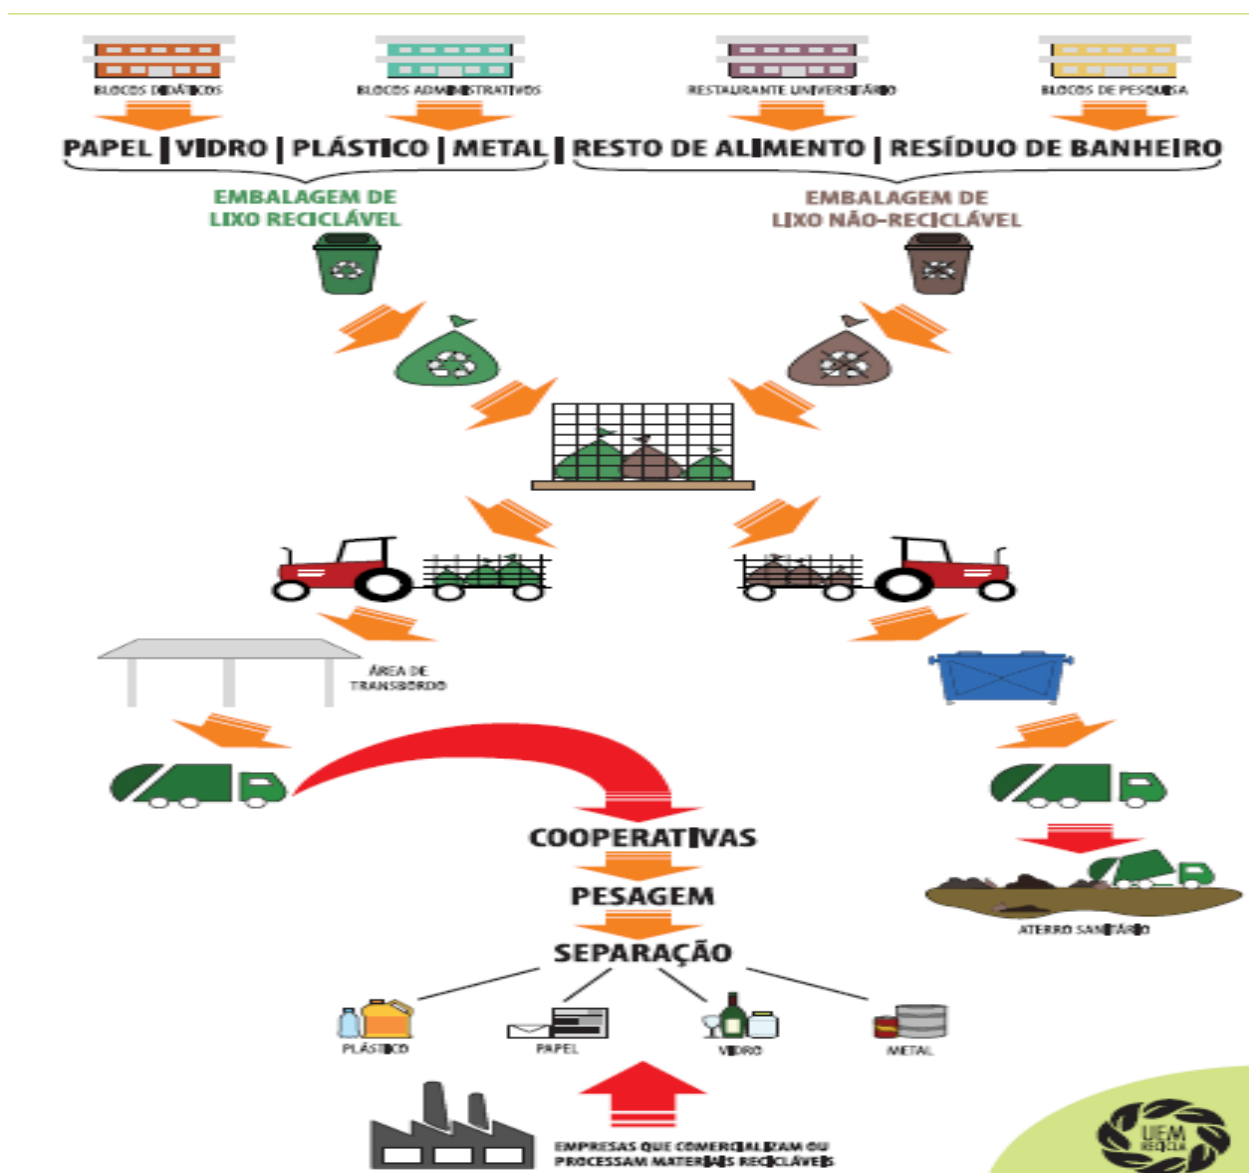 BLOCOS DIDÁTICOS
BLOCOS ADMINISTRATIVOS
RESTAURANTE UNIVERSITÁRIO
BLOCOS DE PESQUISA
PAPEL | VIDRO | PLÁSTICO | METAL | RESTO DE ALIMENTO | RESÍDUO DE BANHEIRO
EMBALAGEM DE
LIXO RECICLÁVEL
EMBALAGEM DE
LIXO NÃO-RECICLÁVEL
ÁREA DE
TRANSBORDO
COOPERATIVAS
PESAGEM
SEPARAÇÃO
ATERRO SANITÁRIO
PLÁSTICO
PAPEL
VIDRO
METAL
EMPRESAS QUE COMERCIALIZAM OU
PROCESSAM MATERIAIS RECICLÁVEIS
UEM
RECICLA